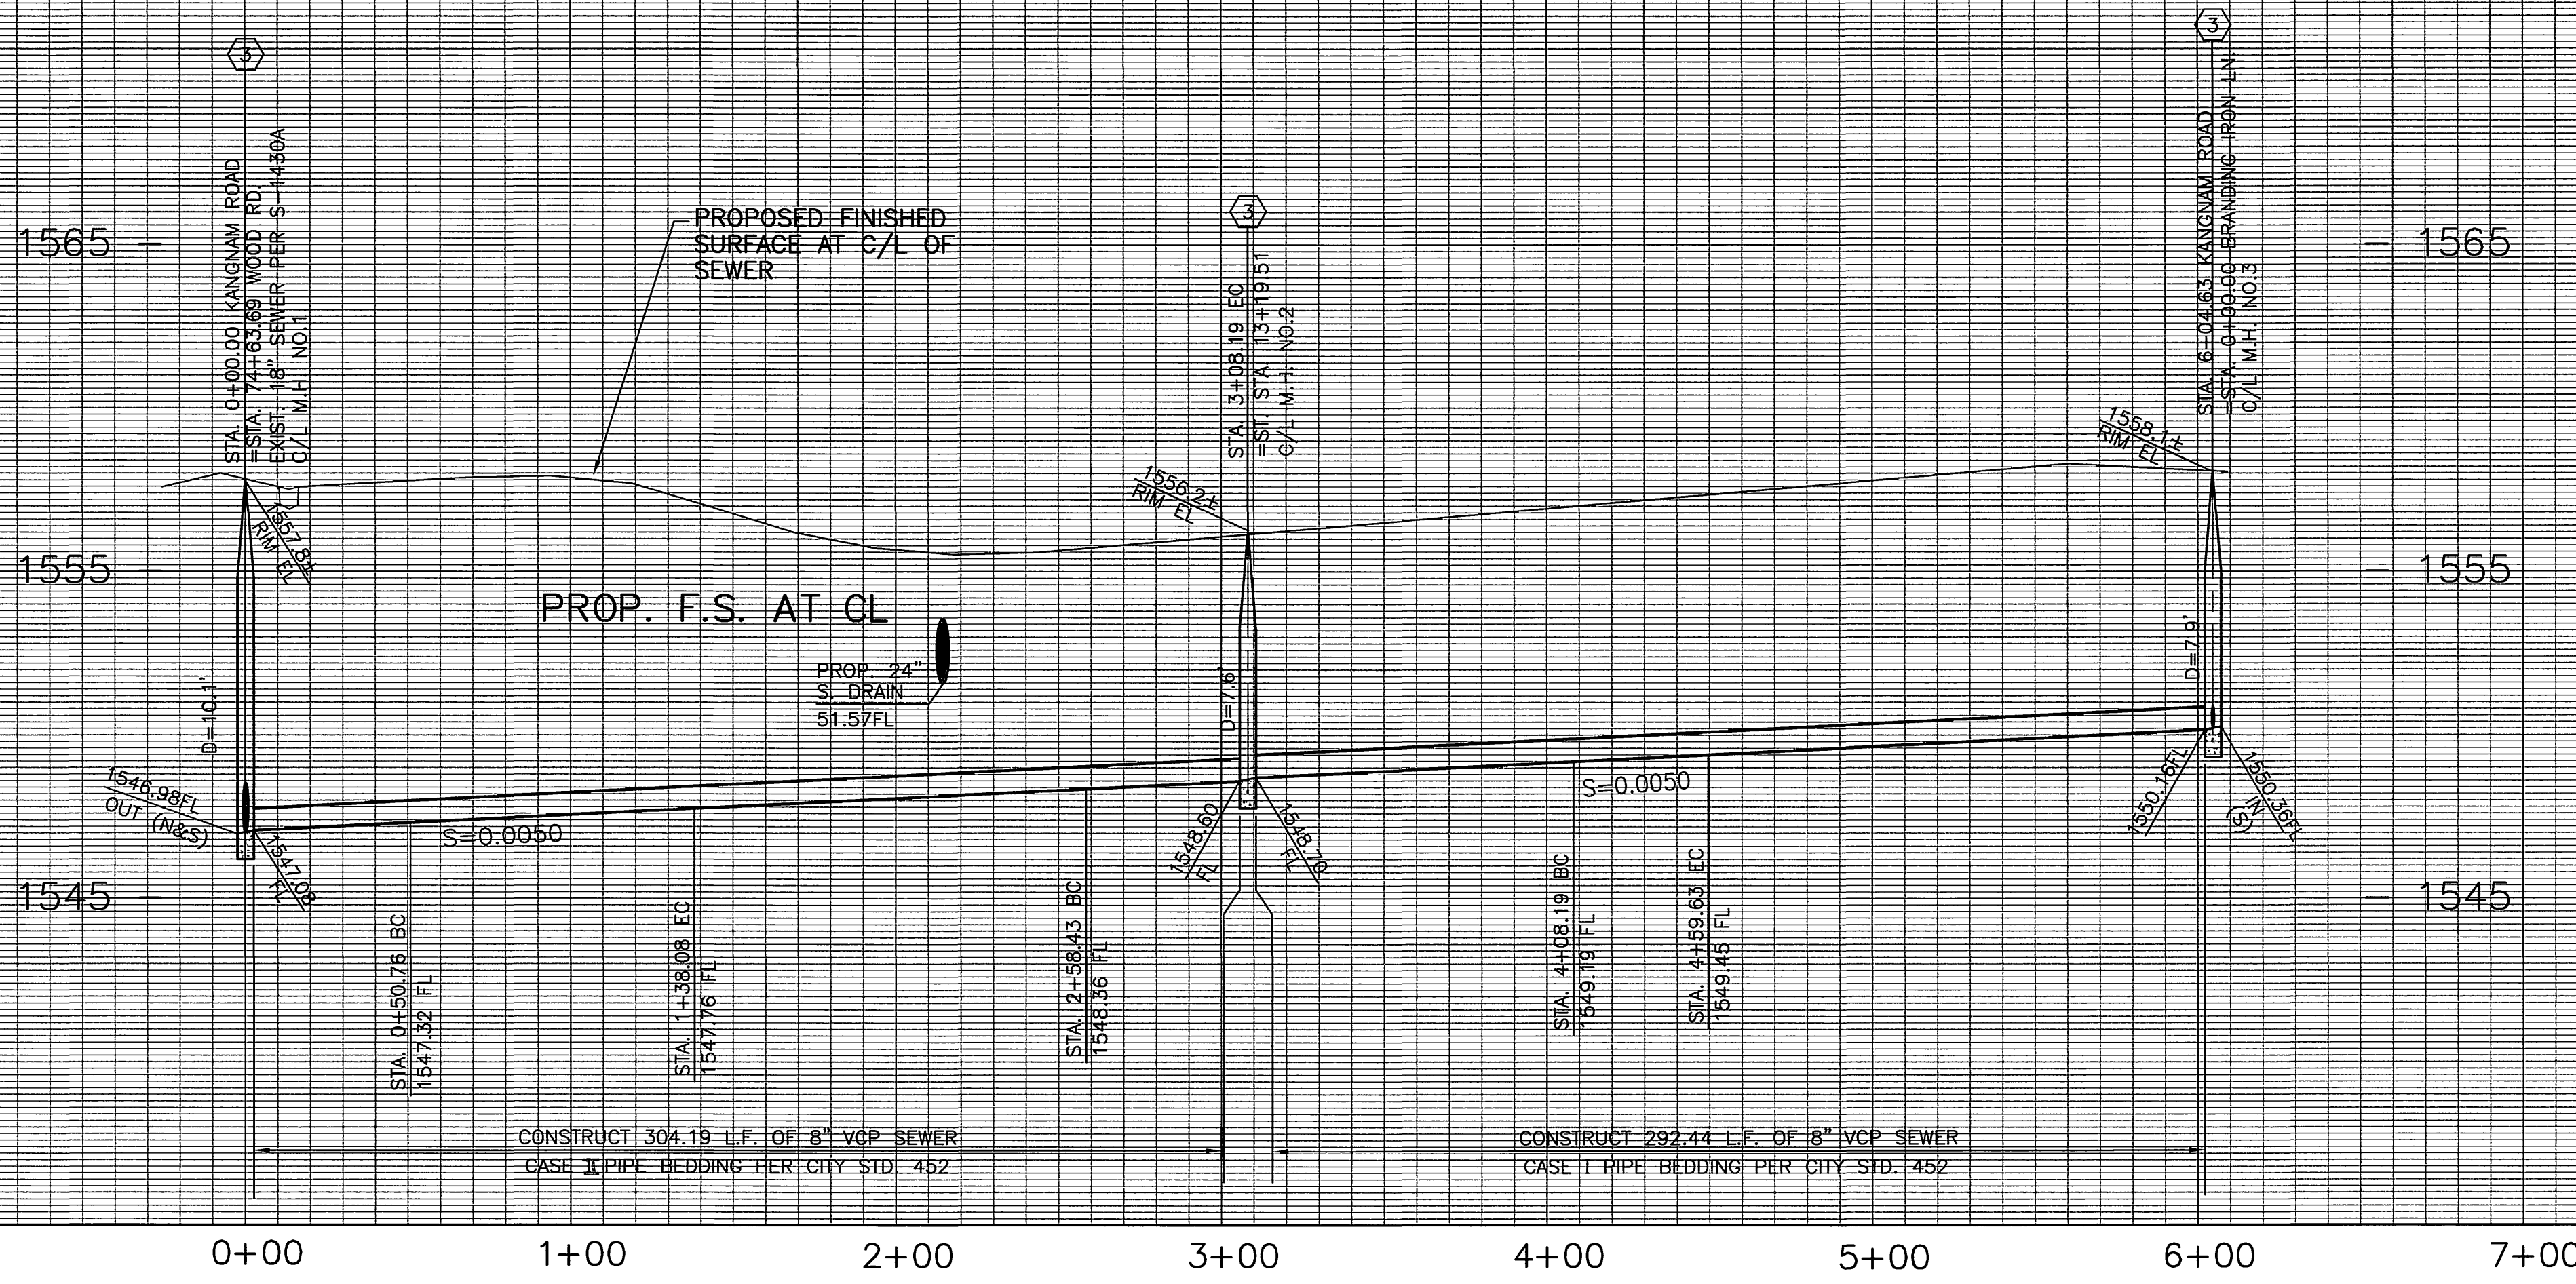 3
STA. 0+00.00 KANGNAM ROAD
=STA. 74+63.69 WOOD RD.
EXIST. 18" SEWER PER S-1430A
C/L M.H. NO.1
3
STA. 3+08.19 EC
=ST. STA. 13+19.51
C/L M.H. NO.2
3
STA. 6-04.63 KANGNAM ROAD
=STA. 0+00.00 BRANDING IRON LN.
C/L M.H. NO.3
1565
PROPOSED FINISHED
SURFACE AT C/L OF
SEWER
1565
1557.8±
RIM EL
1556.2±
RIM EL
1558.1±
RIM EL
1555
1555
PROP. F.S. AT CL
PROP. 24"
S. DRAIN
51.57FL
D=10.1'
D=7.6'
D=7.9'
1546.98FL
OUT (N&S)
1547.08
FL
S=0.0050
1548.60
FL
1548.70
FL
S=0.0050
1550.16FL
1550.36FL
IN
(S)
1545
1545
STA. 0+50.76 BC
1547.32 FL
STA. 1+38.08 EC
1547.76 FL
STA. 2+58.43 BC
1548.36 FL
STA. 4+08.19 BC
1549.19 FL
STA. 4+59.63 EC
1549.45 FL
CONSTRUCT 304.19 L.F. OF 8" VCP SEWER
CASE PIPE BEDDING PER CITY STD. 452
CONSTRUCT 292.44 L.F. OF 8" VCP SEWER
CASE I PIPE BEDDING PER CITY STD. 452
0+00
1+00
2+00
3+00
4+00
5+00
6+00
7+00